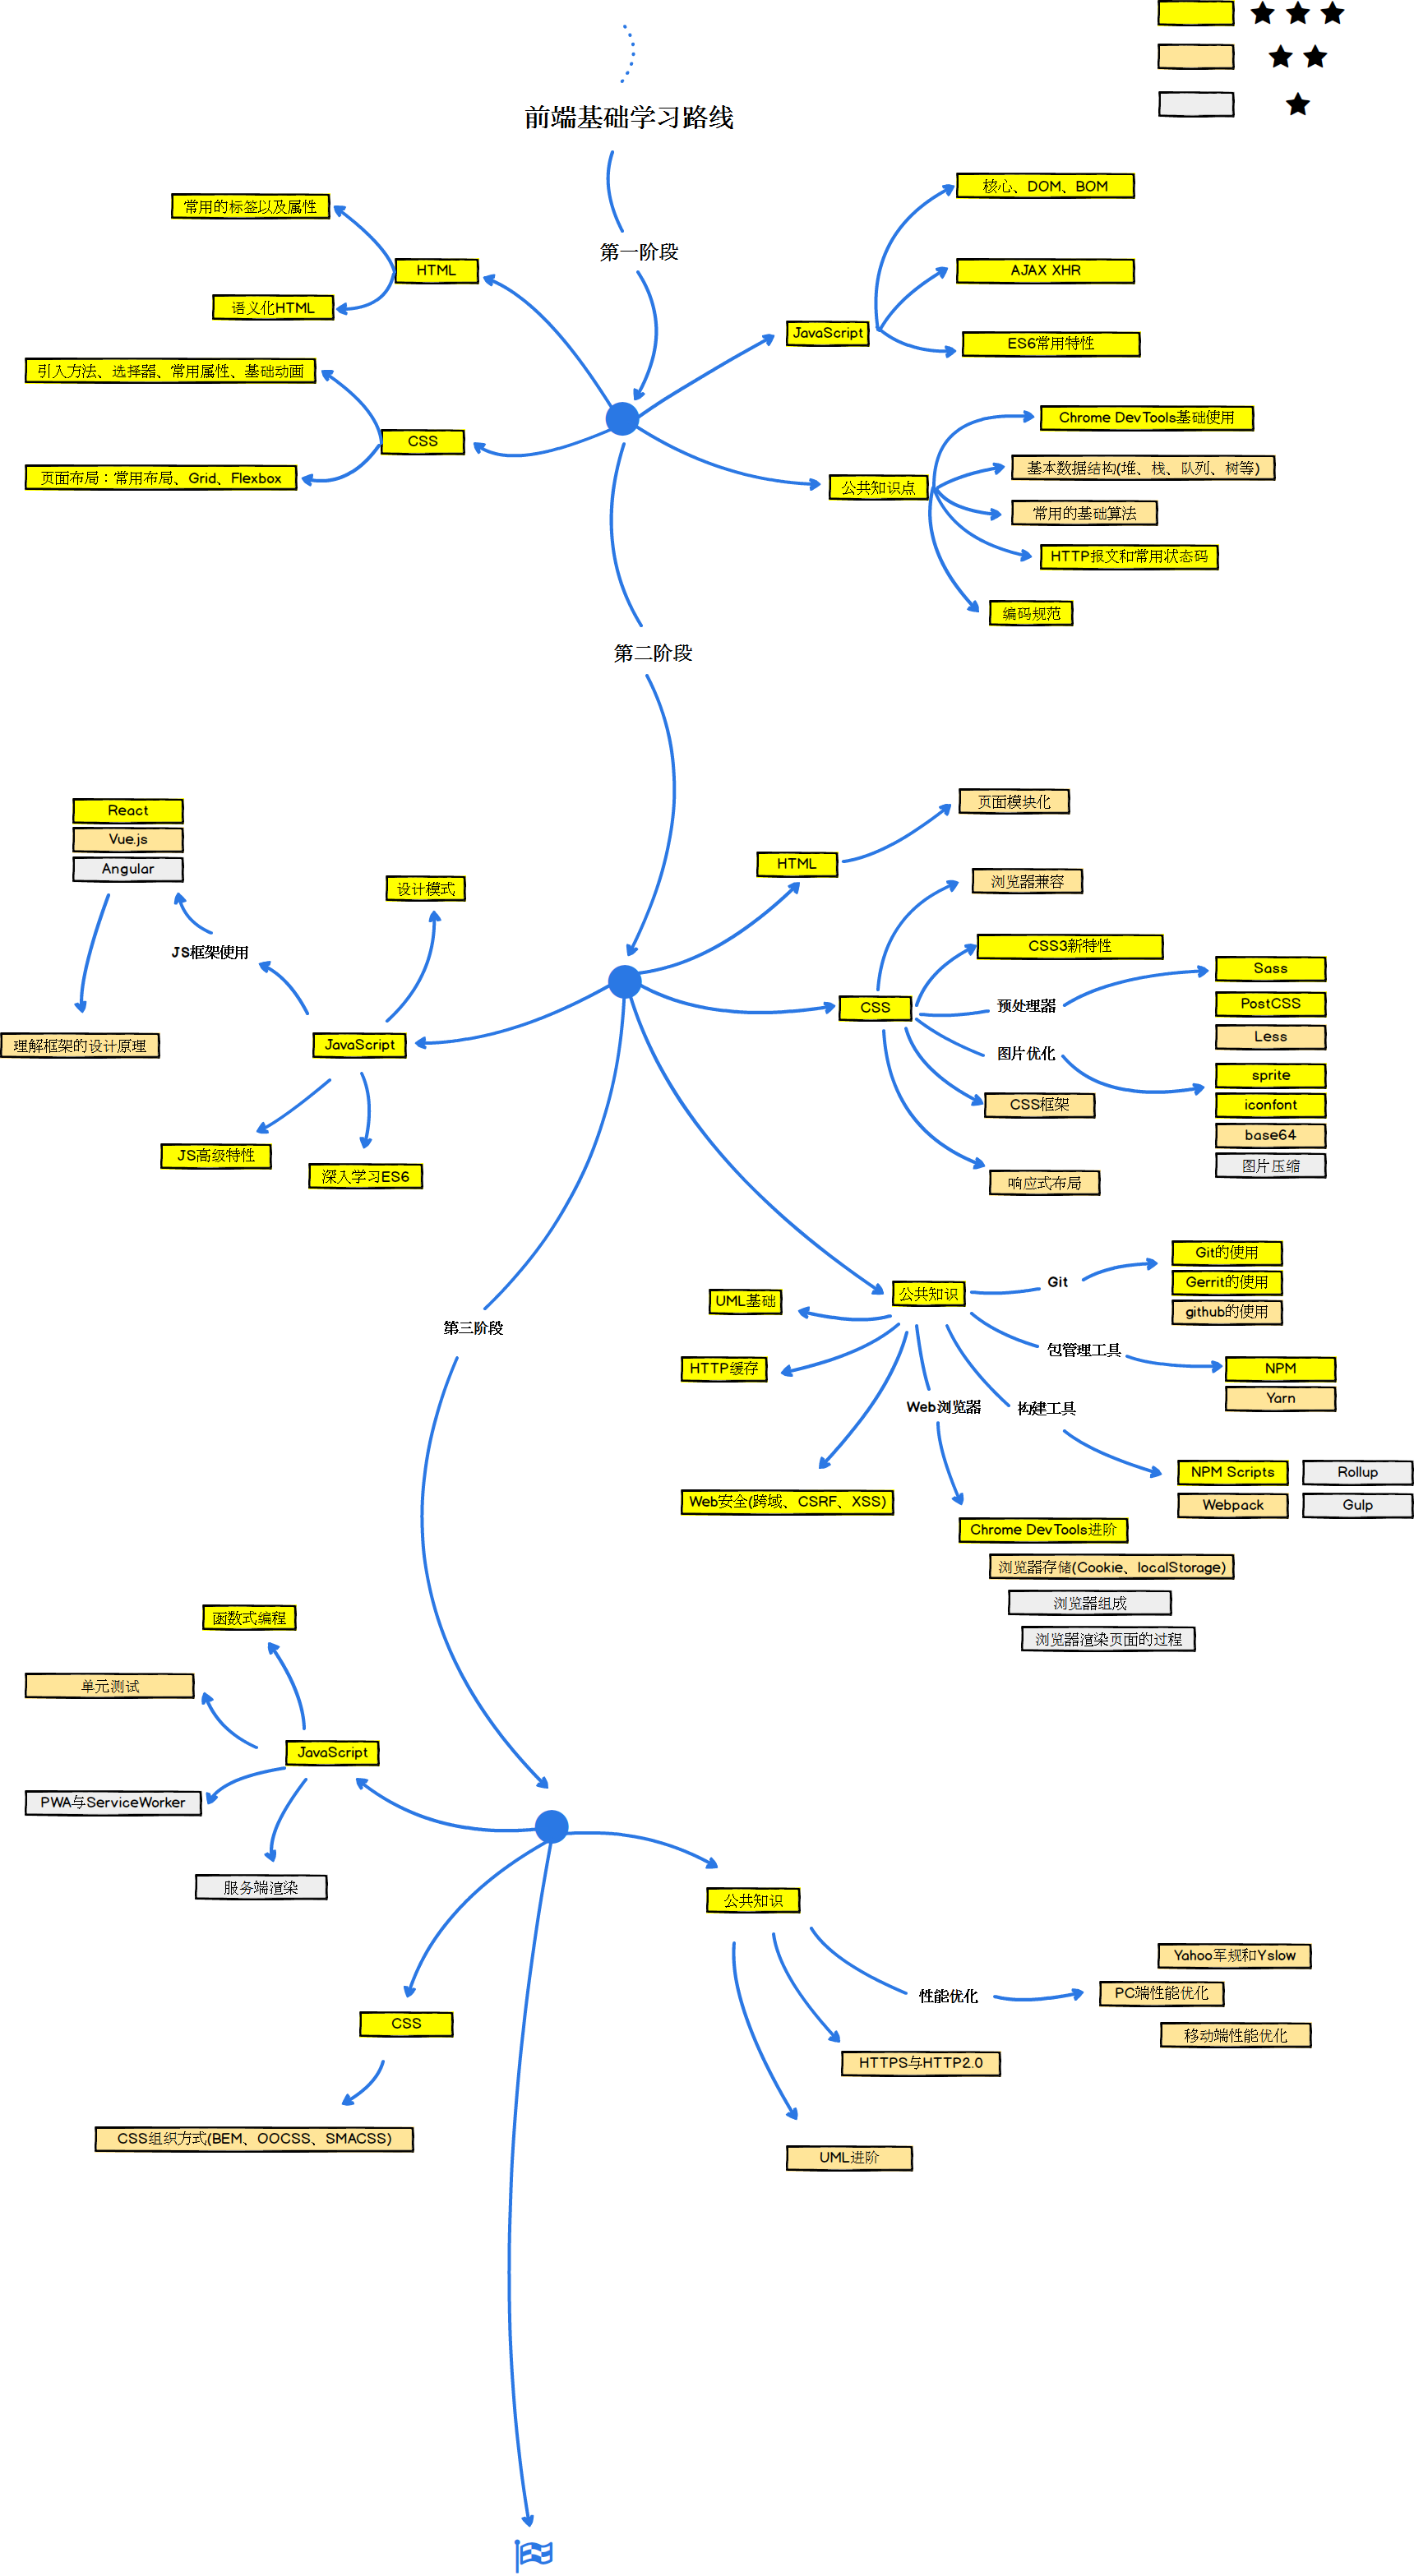 前端基础学习路线
第一阶段
常用的标签以及属性
HTML
语义化HTML
引入方法、选择器、常用属性、基础动画
CSS
页面布局：常用布局、Grid、Flexbox
核心、DOM、BOM
AJAX XHR
JavaScript
ES6常用特性
Chrome DevTools基础使用
基本数据结构(堆、栈、队列、树等)
公共知识点
常用的基础算法
HTTP报文和常用状态码
编码规范
第二阶段
React
Vue.js
Angular
设计模式
JS框架使用
理解框架的设计原理
JavaScript
JS高级特性
深入学习ES6
页面模块化
HTML
浏览器兼容
CSS3新特性
CSS
预处理器
Sass
PostCSS
Less
图片优化
sprite
iconfont
base64
图片压缩
CSS框架
响应式布局
公共知识
Git
Git的使用
Gerrit的使用
github的使用
UML基础
包管理工具
NPM
Yarn
HTTP缓存
Web浏览器
构建工具
NPM Scripts
Rollup
Webpack
Gulp
Web安全(跨域、CSRF、XSS)
Chrome DevTools进阶
浏览器存储(Cookie、localStorage)
浏览器组成
浏览器渲染页面的过程
第三阶段
函数式编程
单元测试
JavaScript
PWA与ServiceWorker
服务端渲染
公共知识
性能优化
Yahoo军规和Yslow
PC端性能优化
移动端性能优化
CSS
HTTPS与HTTP2.0
CSS组织方式(BEM、OOCSS、SMACSS)
UML进阶